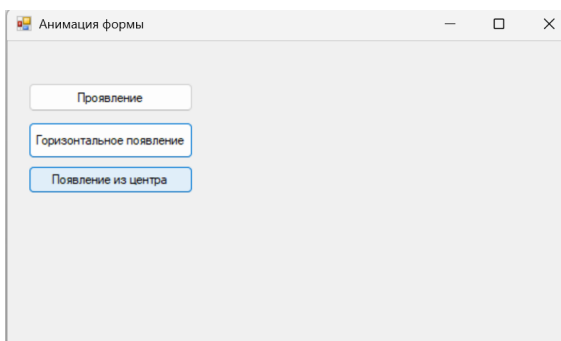 Анимация формы
Проявление
Горизонтальное появление
Появление из центра